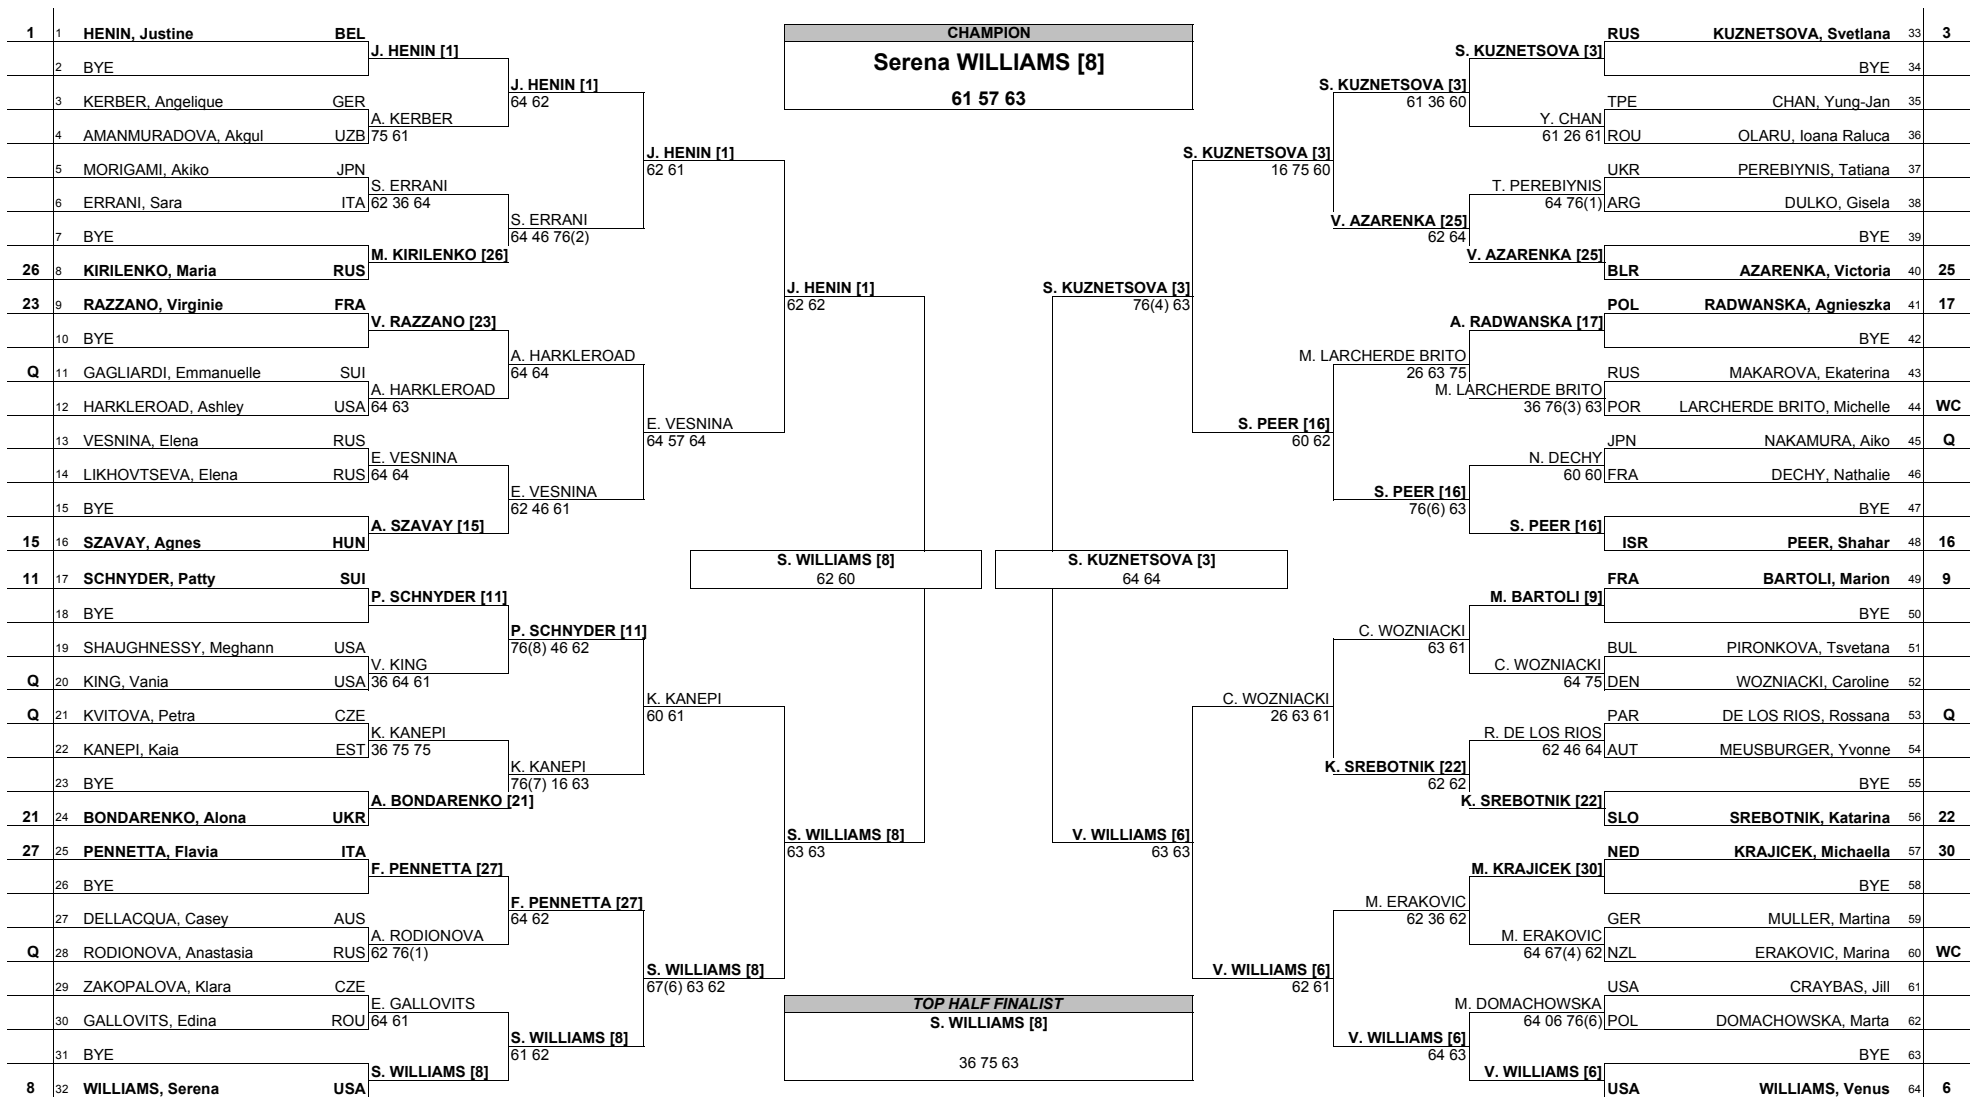 1 1 HENIN, Justine BEL
J. HENIN [1]
2 BYE
J. HENIN [1]
64 62
3 KERBER, Angelique GER
A. KERBER
4 AMANMURADOVA, Akgul UZB 75 61
J. HENIN [1]
62 61
5 MORIGAMI, Akiko JPN
S. ERRANI
6 ERRANI, Sara ITA 62 36 64
S. ERRANI
64 46 76(2)
7 BYE
M. KIRILENKO [26]
26 8 KIRILENKO, Maria RUS
J. HENIN [1]
62 62
23 9 RAZZANO, Virginie FRA
V. RAZZANO [23]
10 BYE
A. HARKLEROAD
64 64
Q 11 GAGLIARDI, Emmanuelle SUI
A. HARKLEROAD
12 HARKLEROAD, Ashley USA 64 63
E. VESNINA
64 57 64
13 VESNINA, Elena RUS
E. VESNINA
14 LIKHOVTSEVA, Elena RUS 64 64
E. VESNINA
62 46 61
15 BYE
A. SZAVAY [15]
15 16 SZAVAY, Agnes HUN
S. WILLIAMS [8]
62 60
11 17 SCHNYDER, Patty SUI
P. SCHNYDER [11]
18 BYE
P. SCHNYDER [11]
76(8) 46 62
19 SHAUGHNESSY, Meghann USA
V. KING
Q 20 KING, Vania USA 36 64 61
K. KANEPI
60 61
Q 21 KVITOVA, Petra CZE
K. KANEPI
22 KANEPI, Kaia EST 36 75 75
K. KANEPI
76(7) 16 63
23 BYE
A. BONDARENKO [21]
21 24 BONDARENKO, Alona UKR
S. WILLIAMS [8]
63 63
27 25 PENNETTA, Flavia ITA
F. PENNETTA [27]
26 BYE
F. PENNETTA [27]
64 62
27 DELLACQUA, Casey AUS
A. RODIONOVA
Q 28 RODIONOVA, Anastasia RUS 62 76(1)
S. WILLIAMS [8]
67(6) 63 62
29 ZAKOPALOVA, Klara CZE
E. GALLOVITS
30 GALLOVITS, Edina ROU 64 61
S. WILLIAMS [8]
61 62
31 BYE
S. WILLIAMS [8]
8 32 WILLIAMS, Serena USA
CHAMPION
Serena WILLIAMS [8]
61 57 63
TOP HALF FINALIST
S. WILLIAMS [8]
36 75 63
RUS KUZNETSOVA, Svetlana 33 3
S. KUZNETSOVA [3]
BYE 34
S. KUZNETSOVA [3]
61 36 60
TPE CHAN, Yung-Jan 35
Y. CHAN
61 26 61 ROU OLARU, Ioana Raluca 36
S. KUZNETSOVA [3]
16 75 60
UKR PEREBIYNIS, Tatiana 37
T. PEREBIYNIS
64 76(1) ARG DULKO, Gisela 38
V. AZARENKA [25]
62 64
BYE 39
V. AZARENKA [25]
BLR AZARENKA, Victoria 40 25
S. KUZNETSOVA [3]
76(4) 63
POL RADWANSKA, Agnieszka 41 17
A. RADWANSKA [17]
BYE 42
M. LARCHERDE BRITO
26 63 75
RUS MAKAROVA, Ekaterina 43
M. LARCHERDE BRITO
36 76(3) 63 POR LARCHERDE BRITO, Michelle 44 WC
S. PEER [16]
60 62
JPN NAKAMURA, Aiko 45 Q
N. DECHY
60 60 FRA DECHY, Nathalie 46
S. PEER [16]
76(6) 63
BYE 47
S. PEER [16]
ISR PEER, Shahar 48 16
S. KUZNETSOVA [3]
64 64
FRA BARTOLI, Marion 49 9
M. BARTOLI [9]
BYE 50
C. WOZNIACKI
63 61
BUL PIRONKOVA, Tsvetana 51
C. WOZNIACKI
64 75 DEN WOZNIACKI, Caroline 52
C. WOZNIACKI
26 63 61
PAR DE LOS RIOS, Rossana 53 Q
R. DE LOS RIOS
62 46 64 AUT MEUSBURGER, Yvonne 54
K. SREBOTNIK [22]
62 62
BYE 55
K. SREBOTNIK [22]
SLO SREBOTNIK, Katarina 56 22
V. WILLIAMS [6]
63 63
NED KRAJICEK, Michaella 57 30
M. KRAJICEK [30]
BYE 58
M. ERAKOVIC
62 36 62
GER MULLER, Martina 59
M. ERAKOVIC
64 67(4) 62 NZL ERAKOVIC, Marina 60 WC
V. WILLIAMS [6]
62 61
USA CRAYBAS, Jill 61
M. DOMACHOWSKA
64 06 76(6) POL DOMACHOWSKA, Marta 62
V. WILLIAMS [6]
64 63
BYE 63
V. WILLIAMS [6]
USA WILLIAMS, Venus 64 6